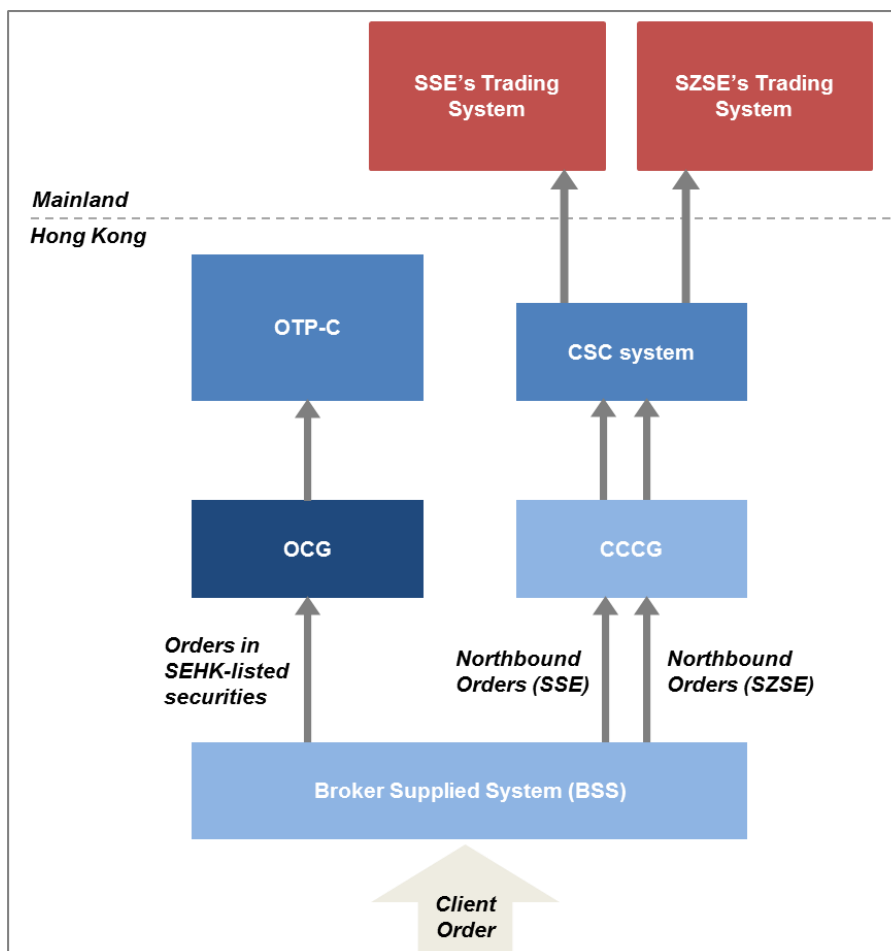 SSE's Trading
System
SZSE's Trading
System
Mainland
Hong Kong
OTP-C
CSC system
OCG
CCCG
Orders in
SEHK-listed
securities
Northbound
Orders (SSE)
Northbound
Orders (SZSE)
Broker Supplied System (BSS)
Client
Order